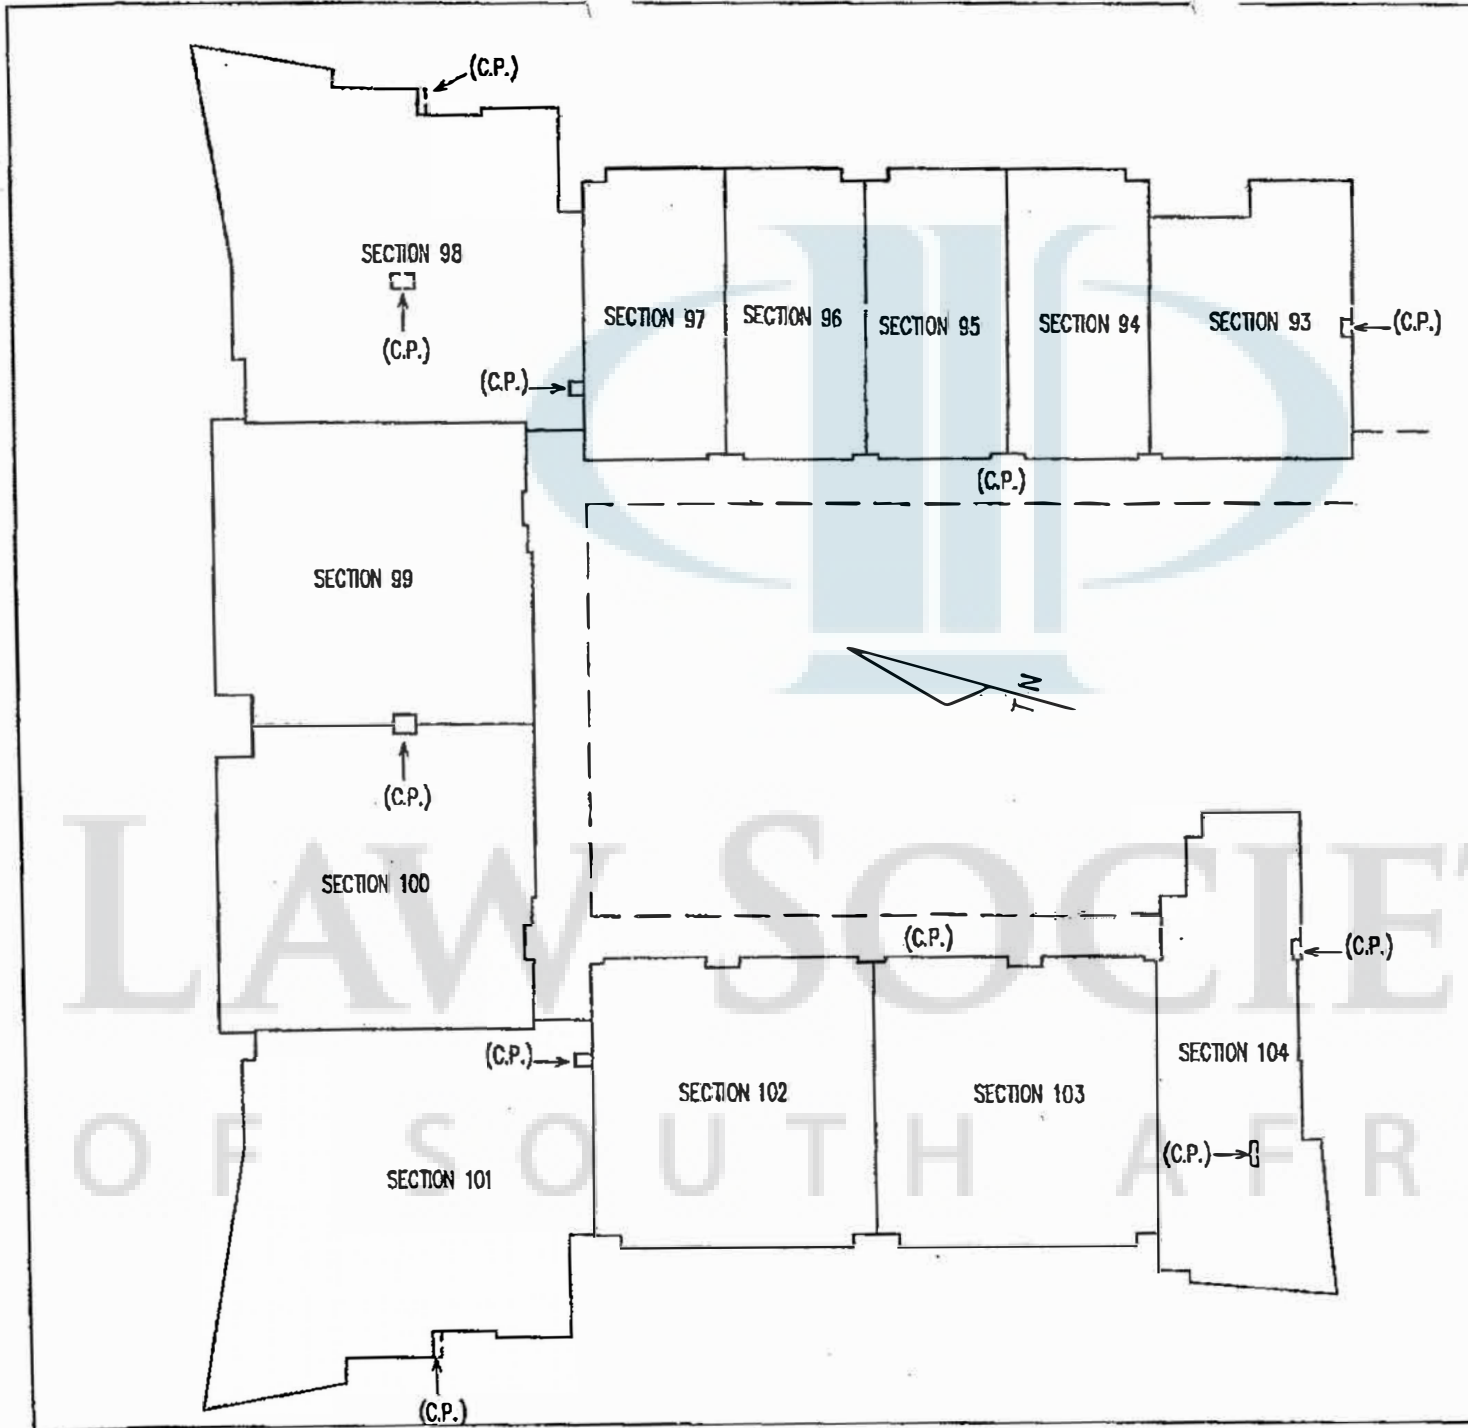 (C.P.)
SECTION 98
(C.P.)
(C.P.)
SECTION 97
SECTION 96
SECTION 95
SECTION 94
SECTION 93
(C.P.)
(C.P.)
SECTION 99
T N
(C.P.)
SECTION 100
LAW SOCIET
(C.P.)
(C.P.)
(C.P.)
SECTION 104
SECTION 102
SECTION 103
OF SOUTH AFR
(C.P.)
SECTION 101
(C.P.)